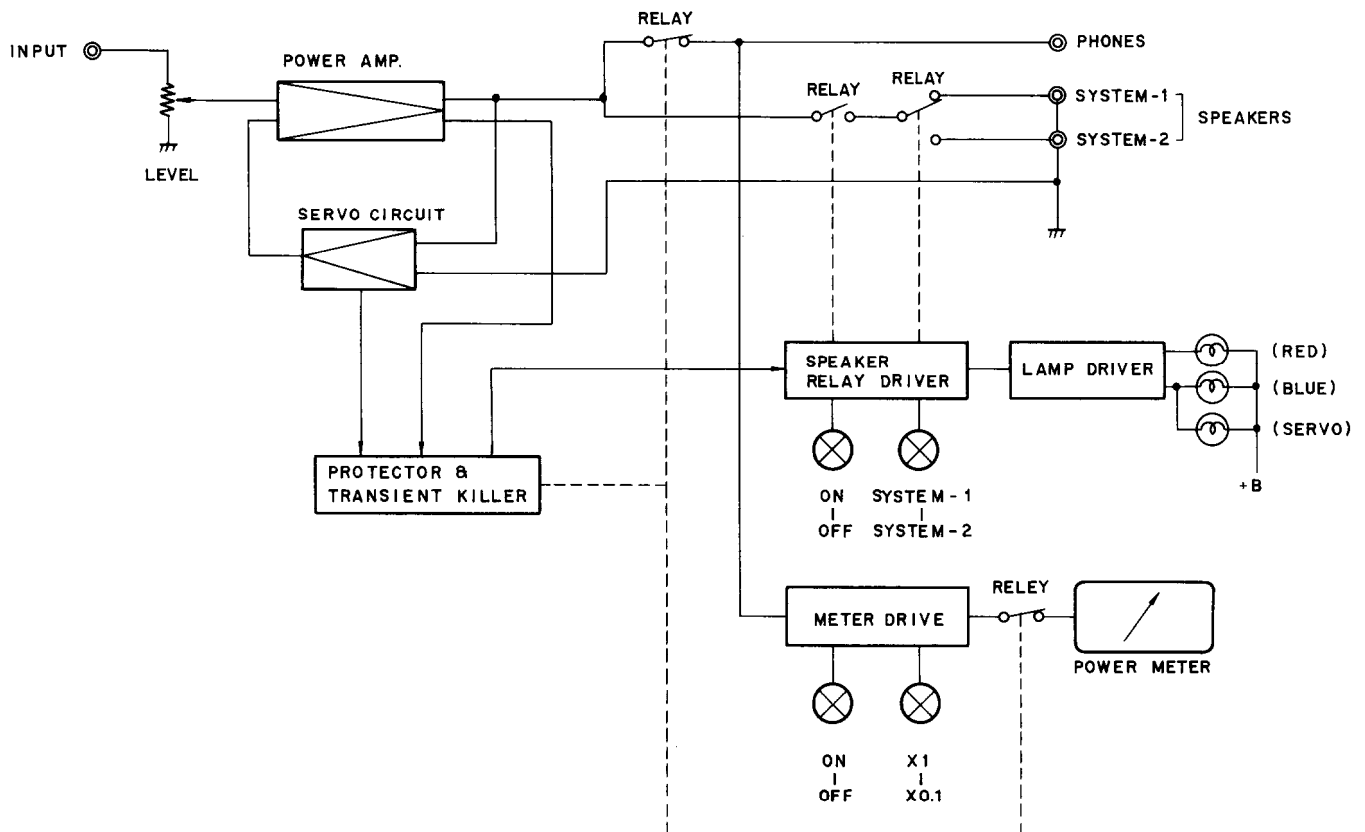 RELAY
INPUT
PHONES
POWER AMP.
RELAY
RELAY
SYSTEM-1
SPEAKERS
SYSTEM-2
LEVEL
SERVO CIRCUIT
SPEAKER
RELAY DRIVER
LAMP DRIVER
(RED)
(BLUE)
(SERVO)
+B
PROTECTOR &
TRANSIENT KILLER
ON
OFF
SYSTEM-1
SYSTEM-2
METER DRIVE
RELEY
POWER METER
ON
OFF
X1
X0.1